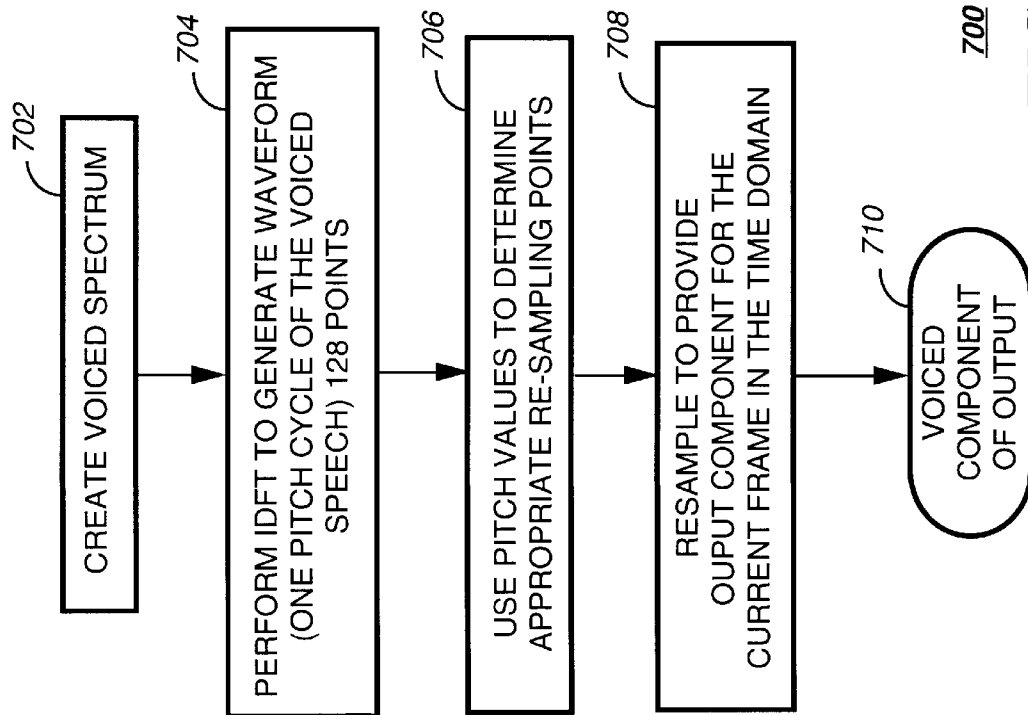 702
CREATE VOICED SPECTRUM
704
PERFORM IDFT TO GENERATE WAVEFORM
(ONE PITCH CYCLE OF THE VOICED
SPEECH) 128 POINTS
706
USE PITCH VALUES TO DETERMINE
APPROPRIATE RE-SAMPLING POINTS
708
RESAMPLE TO PROVIDE
OUPUT COMPONENT FOR THE
CURRENT FRAME IN THE TIME DOMAIN
710
VOICED
COMPONENT
OF OUTPUT
700